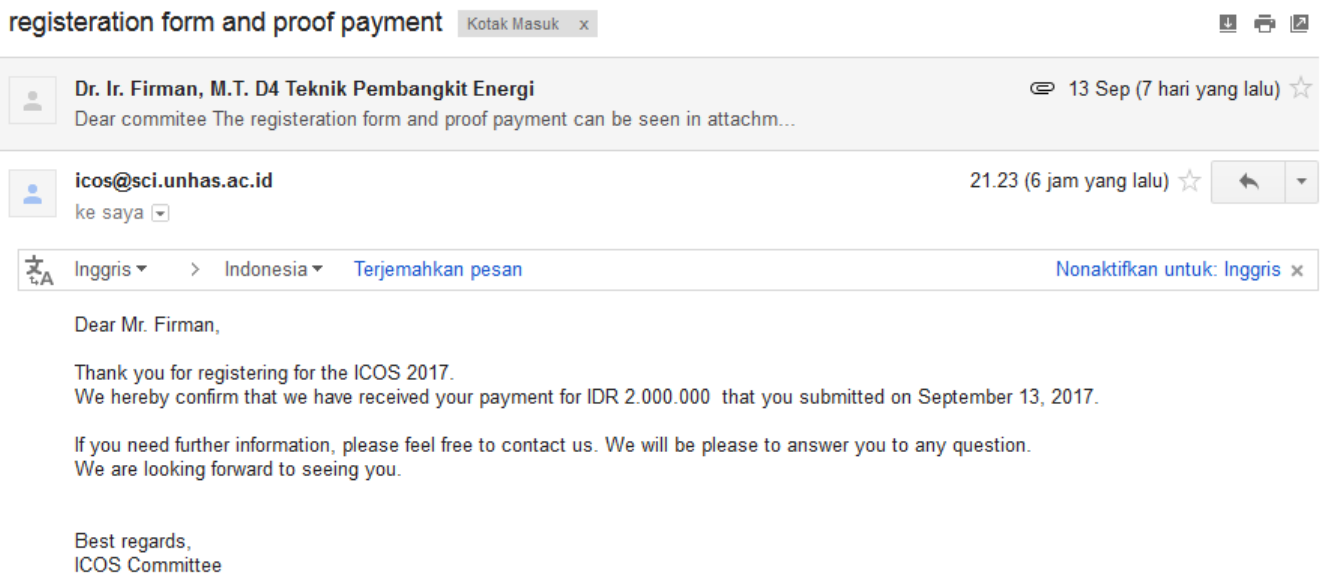 registeration form and proof payment Kotak Masuk x
Dr. Ir. Firman, M.T. D4 Teknik Pembangkit Energi 13 Sep (7 hari yang lalu)
Dear commitee The registeration form and proof payment can be seen in attachm...
icos@sci.unhas.ac.id 21.23 (6 jam yang lalu)
ke saya
文A Inggris > Indonesia Terjemahkan pesan Nonaktifkan untuk: Inggris x
Dear Mr. Firman,
Thank you for registering for the ICOS 2017.
We hereby confirm that we have received your payment for IDR 2.000.000 that you submitted on September 13, 2017.
If you need further information, please feel free to contact us. We will be please to answer you to any question.
We are looking forward to seeing you.
Best regards,
ICOS Committee